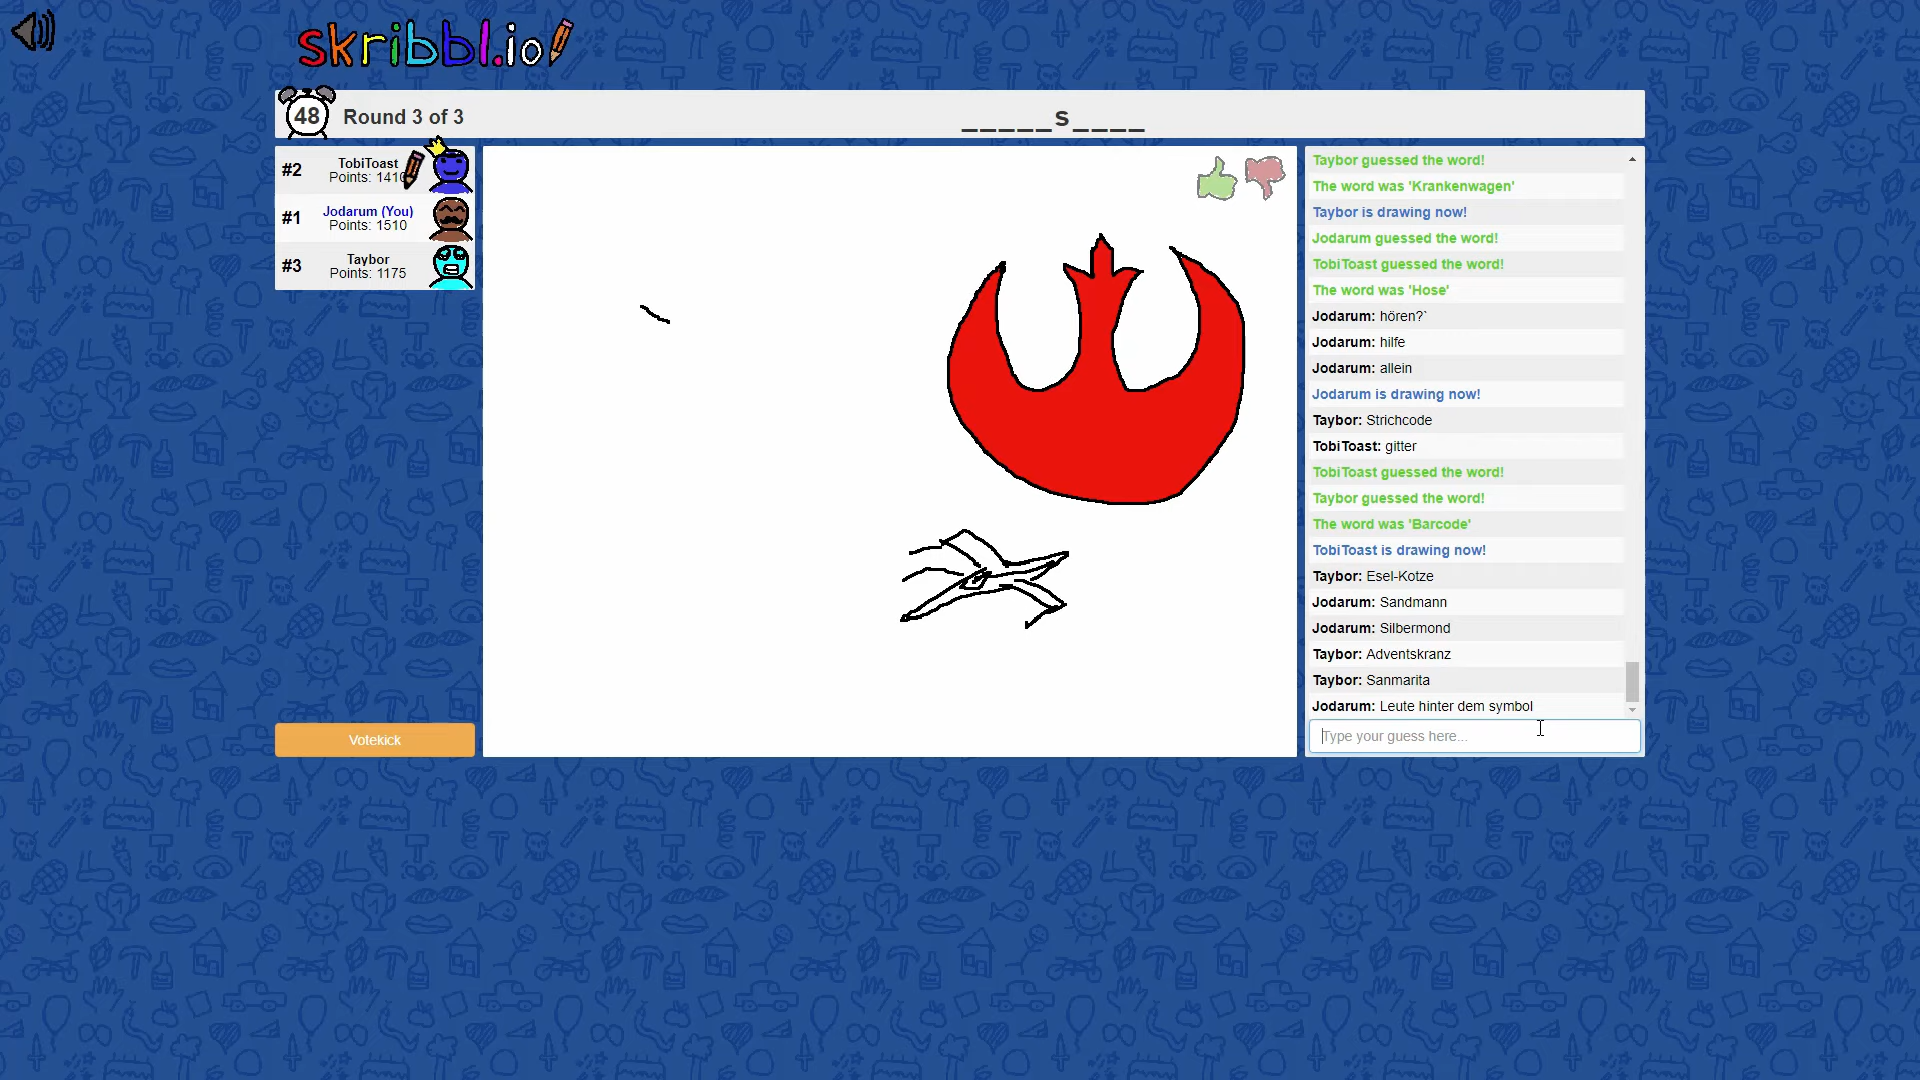 skribbl.io
48
Round 3 of 3
_____s____
#2
TobiToast
Points: 1410
#1
Jodarum (You)
Points: 1510
#3
Taybor
Points: 1175
Votekick
Taybor guessed the word!
The word was 'Krankenwagen'
Taybor is drawing now!
Jodarum guessed the word!
TobiToast guessed the word!
The word was 'Hose'
Jodarum: hören?`
Jodarum: hilfe
Jodarum: allein
Jodarum is drawing now!
Taybor: Strichcode
TobiToast: gitter
TobiToast guessed the word!
Taybor guessed the word!
The word was 'Barcode'
TobiToast is drawing now!
Taybor: Esel-Kotze
Jodarum: Sandmann
Jodarum: Silbermond
Taybor: Adventskranz
Taybor: Sanmarita
Jodarum: Leute hinter dem symbol
Type your guess here...